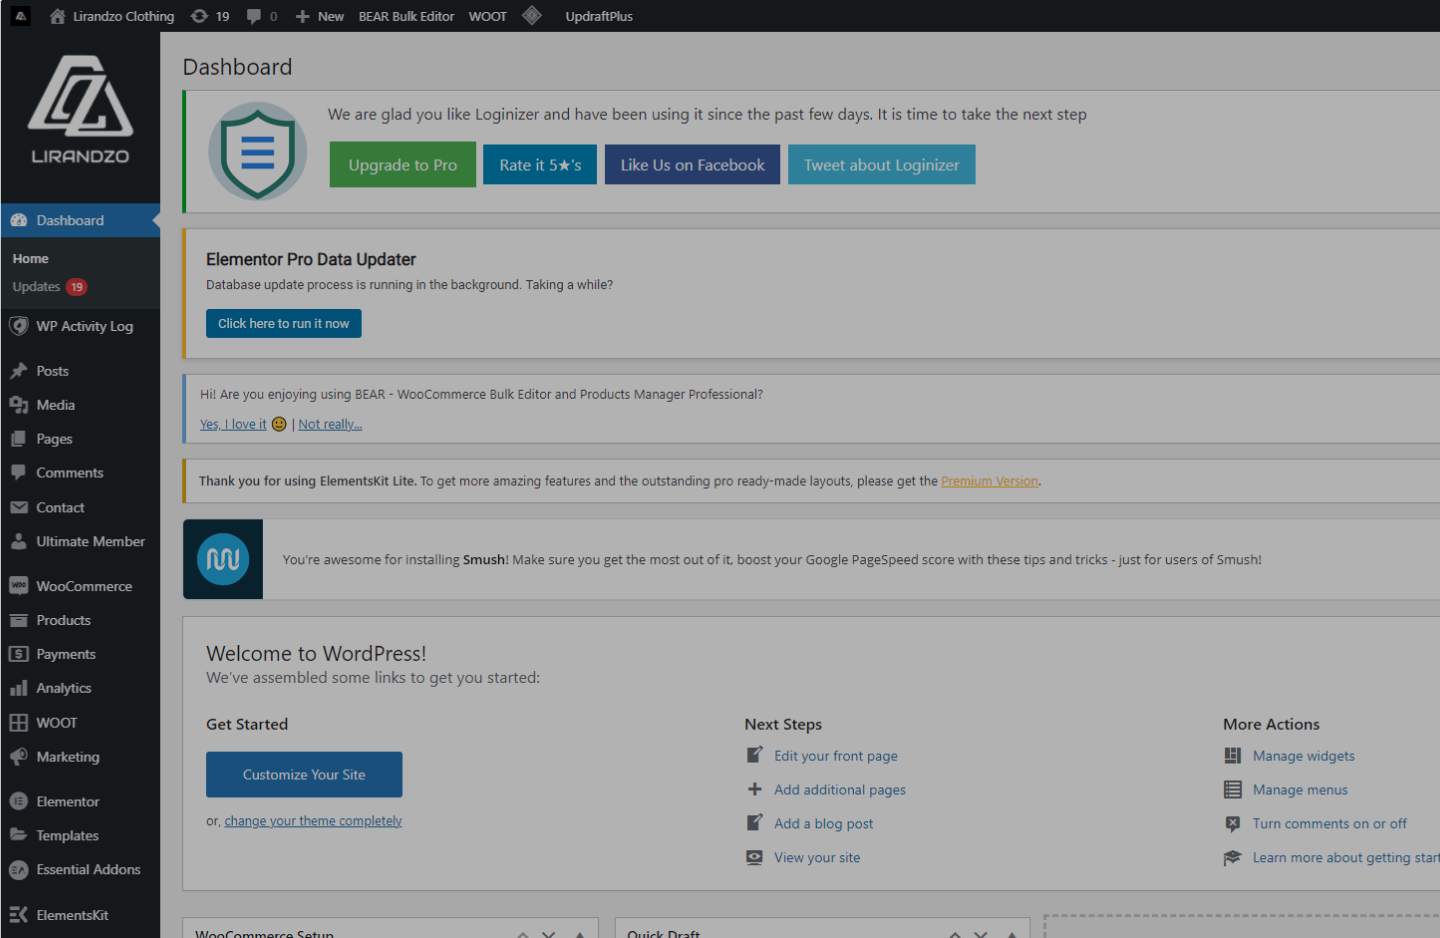 Lirandzo Clothing 19 0 New BEAR Bulk Editor WOOT UpdraftPlus
LIRANDZO
Dashboard
Home
Updates 19
WP Activity Log
Posts
Media
Pages
Comments
Contact
Ultimate Member
WooCommerce
Products
Payments
Analytics
WOOT
Marketing
Elementor
Templates
Essential Addons
ElementsKit
Dashboard
We are glad you like Loginizer and have been using it since the past few days. It is time to take the next step
Upgrade to Pro Rate it 5★'s Like Us on Facebook Tweet about Loginizer
Elementor Pro Data Updater
Database update process is running in the background. Taking a while?
Click here to run it now
Hi! Are you enjoying using BEAR - WooCommerce Bulk Editor and Products Manager Professional?
Yes, I love it 🙂 | Not really...
Thank you for using ElementsKit Lite. To get more amazing features and the outstanding pro ready-made layouts, please get the Premium Version.
You're awesome for installing Smush! Make sure you get the most out of it, boost your Google PageSpeed score with these tips and tricks - just for users of Smush!
Welcome to WordPress!
We've assembled some links to get you started:
Get Started
Customize Your Site
or, change your theme completely
Next Steps
Edit your front page
Add additional pages
Add a blog post
View your site
More Actions
Manage widgets
Manage menus
Turn comments on or off
Learn more about getting start
WooCommerce Setup
Quick Draft